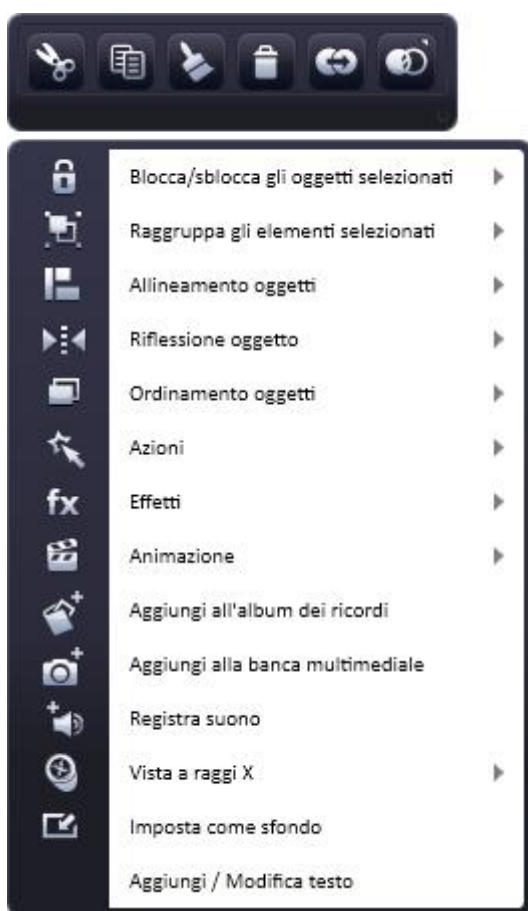 Blocca/sblocca gli oggetti selezionati
Raggruppa gli elementi selezionati
Allineamento oggetti
Riflessione oggetto
Ordinamento oggetti
Azioni
fx Effetti
Animazione
Aggiungi all'album dei ricordi
Aggiungi alla banca multimediale
Registra suono
Vista a raggi X
Imposta come sfondo
Aggiungi / Modifica testo